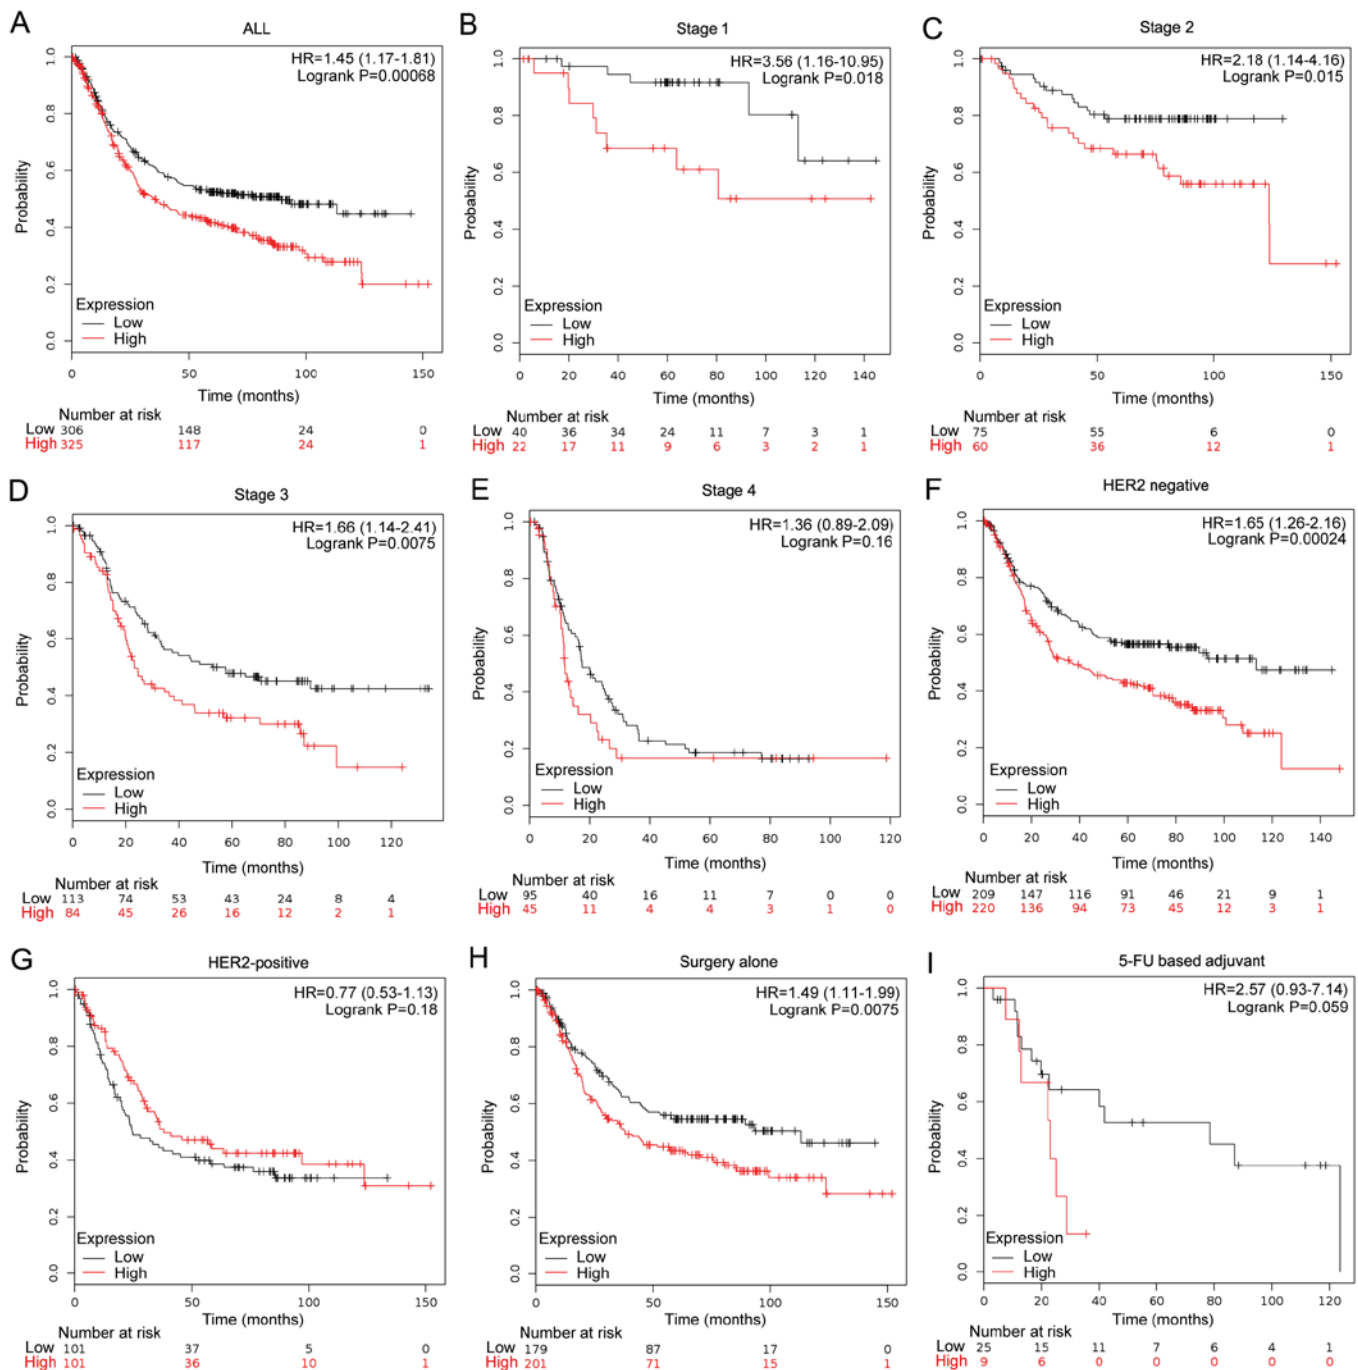 A
ALL
HR=1.45 (1.17-1.81)
Logrank P=0.00068
Probability
1.0
0.8
0.6
0.4
0.2
0.0
Expression
Low
High
0 50 100 150
Time (months)
Number at risk
Low 306 148 24 0
High 325 117 24 1
B
Stage 1
HR=3.56 (1.16-10.95)
Logrank P=0.018
Probability
1.0
0.8
0.6
0.4
0.2
0.0
Expression
Low
High
0 20 40 60 80 100 120 140
Time (months)
Number at risk
Low 40 36 34 24 11 7 3 1
High 22 17 11 9 6 3 2 1
C
Stage 2
HR=2.18 (1.14-4.16)
Logrank P=0.015
Probability
1.0
0.8
0.6
0.4
0.2
0.0
Expression
Low
High
0 50 100 150
Time (months)
Number at risk
Low 75 55 6 0
High 60 36 12 1
D
Stage 3
HR=1.66 (1.14-2.41)
Logrank P=0.0075
Probability
1.0
0.8
0.6
0.4
0.2
0.0
Expression
Low
High
0 20 40 60 80 100 120
Time (months)
Number at risk
Low 113 74 53 43 24 8 4
High 84 45 26 16 12 2 1
E
Stage 4
HR=1.36 (0.89-2.09)
Logrank P=0.16
Probability
1.0
0.8
0.6
0.4
0.2
0.0
Expression
Low
High
0 20 40 60 80 100 120
Time (months)
Number at risk
Low 95 40 16 11 7 0 0
High 45 11 4 4 3 1 0
F
HER2 negative
HR=1.65 (1.26-2.16)
Logrank P=0.00024
Probability
1.0
0.8
0.6
0.4
0.2
0.0
Expression
Low
High
0 20 40 60 80 100 120 140
Time (months)
Number at risk
Low 209 147 116 91 46 21 9 1
High 220 136 94 73 45 12 3 1
G
HER2-positive
HR=0.77 (0.53-1.13)
Logrank P=0.18
Probability
1.0
0.8
0.6
0.4
0.2
0.0
Expression
Low
High
0 50 100 150
Time (months)
Number at risk
Low 101 37 5 0
High 101 36 10 1
H
Surgery alone
HR=1.49 (1.11-1.99)
Logrank P=0.0075
Probability
1.0
0.8
0.6
0.4
0.2
0.0
Expression
Low
High
0 50 100 150
Time (months)
Number at risk
Low 179 87 17 0
High 201 71 15 1
I
5-FU based adjuvant
HR=2.57 (0.93-7.14)
Logrank P=0.059
Probability
1.0
0.8
0.6
0.4
0.2
0.0
Expression
Low
High
0 20 40 60 80 100 120
Time (months)
Number at risk
Low 25 15 11 7 6 4 1
High 9 6 0 0 0 0 0